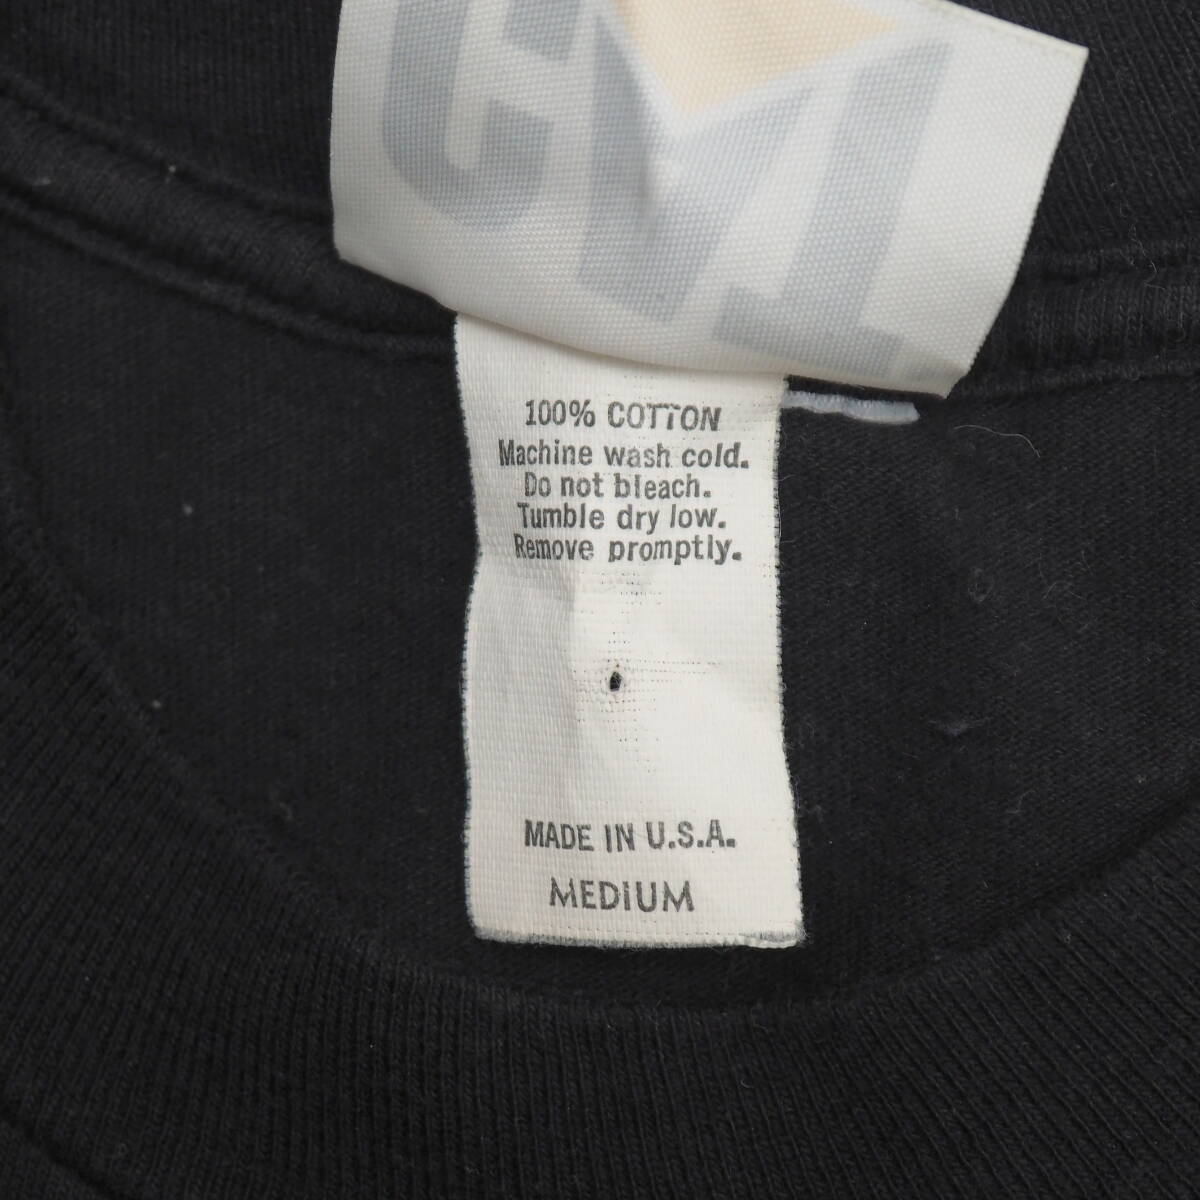 100% COTTON
Machine wash cold.
Do not bleach.
Tumble dry low.
Remove promptly.
MADE IN U.S.A.
MEDIUM